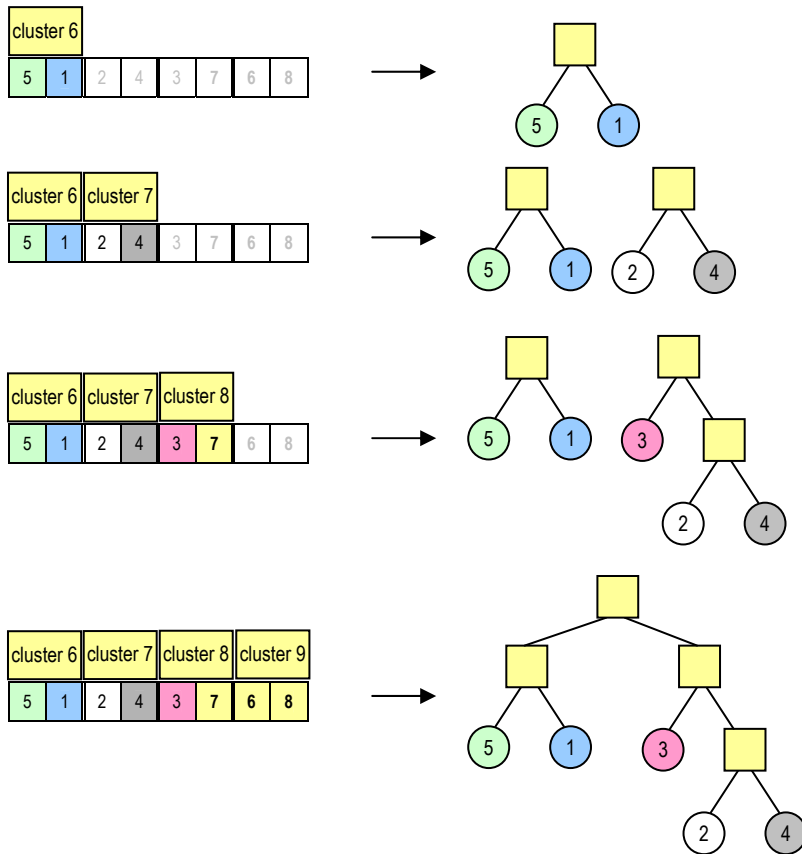 cluster 6
5 1 2 4 3 7 6 8
5 1
cluster 6 cluster 7
5 1 2 4 3 7 6 8
5 1 2 4
cluster 6 cluster 7 cluster 8
5 1 2 4 3 7 6 8
5 1 3
2 4
cluster 6 cluster 7 cluster 8 cluster 9
5 1 2 4 3 7 6 8
5 1 3
2 4